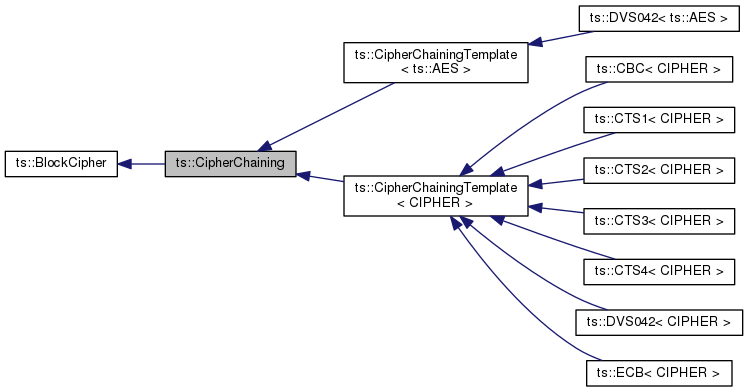 ts::BlockCipher
ts::CipherChaining
ts::CipherChainingTemplate
< ts::AES >
ts::CipherChainingTemplate
< CIPHER >
ts::DVS042< ts::AES >
ts::CBC< CIPHER >
ts::CTS1< CIPHER >
ts::CTS2< CIPHER >
ts::CTS3< CIPHER >
ts::CTS4< CIPHER >
ts::DVS042< CIPHER >
ts::ECB< CIPHER >